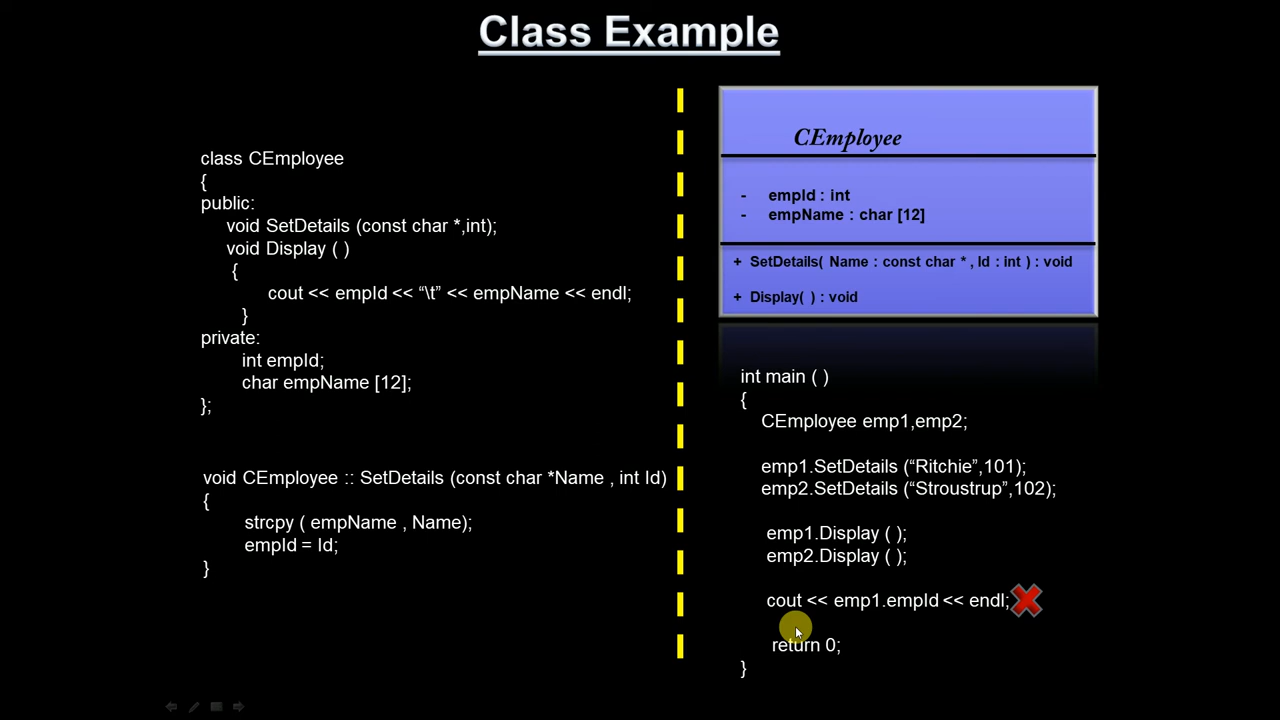 Class Example
class CEmployee
{
public:
void SetDetails (const char *,int);
void Display ( )
{
cout << empId << “\t” << empName << endl;
}
private:
int empId;
char empName [12];
};
void CEmployee :: SetDetails (const char *Name , int Id)
{
strcpy ( empName , Name);
empId = Id;
}
CEmployee
- empId : int
- empName : char [12]
+ SetDetails( Name : const char * , Id : int ) : void
+ Display( ) : void
int main ( )
{
CEmployee emp1,emp2;
emp1.SetDetails (“Ritchie”,101);
emp2.SetDetails (“Stroustrup”,102);
emp1.Display ( );
emp2.Display ( );
cout << emp1.empId << endl;
return 0;
}